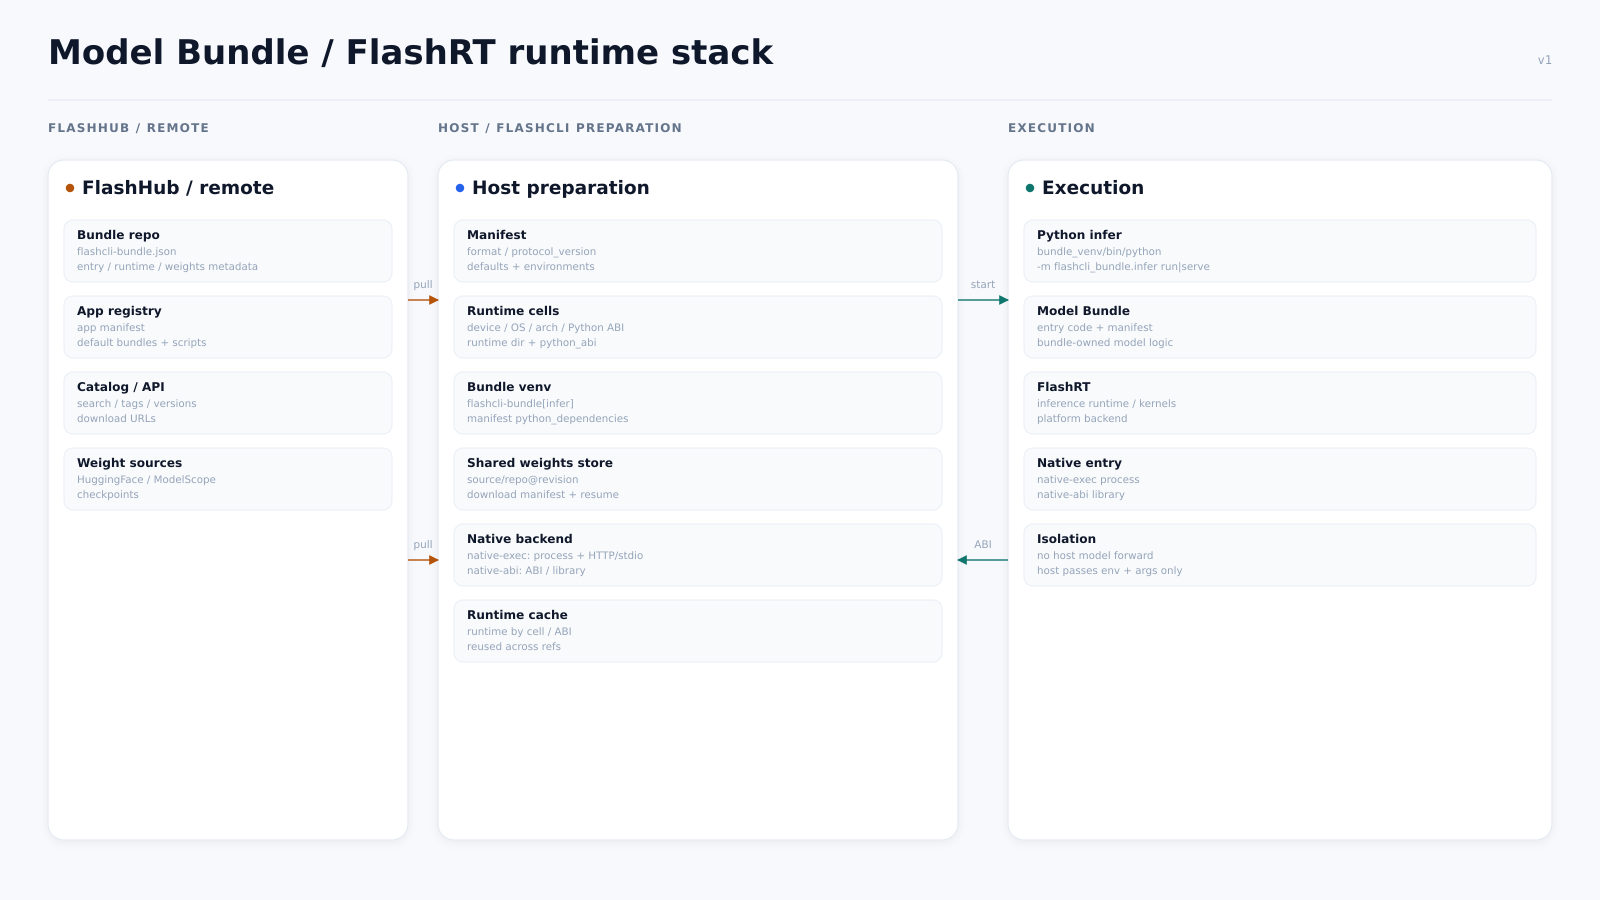 Model Bundle / FlashRT runtime stack
v1
FLASHHUB / REMOTE
HOST / FLASHCLI PREPARATION
EXECUTION
FlashHub / remote
Bundle repo
flashcli-bundle.json
entry / runtime / weights metadata
App registry
app manifest
default bundles + scripts
Catalog / API
search / tags / versions
download URLs
Weight sources
HuggingFace / ModelScope
checkpoints
pull
pull
Host preparation
Manifest
format / protocol_version
defaults + environments
Runtime cells
device / OS / arch / Python ABI
runtime dir + python_abi
Bundle venv
flashcli-bundle[infer]
manifest python_dependencies
Shared weights store
source/repo@revision
download manifest + resume
Native backend
native-exec: process + HTTP/stdio
native-abi: ABI / library
Runtime cache
runtime by cell / ABI
reused across refs
start
ABI
Execution
Python infer
bundle_venv/bin/python
-m flashcli_bundle.infer run|serve
Model Bundle
entry code + manifest
bundle-owned model logic
FlashRT
inference runtime / kernels
platform backend
Native entry
native-exec process
native-abi library
Isolation
no host model forward
host passes env + args only